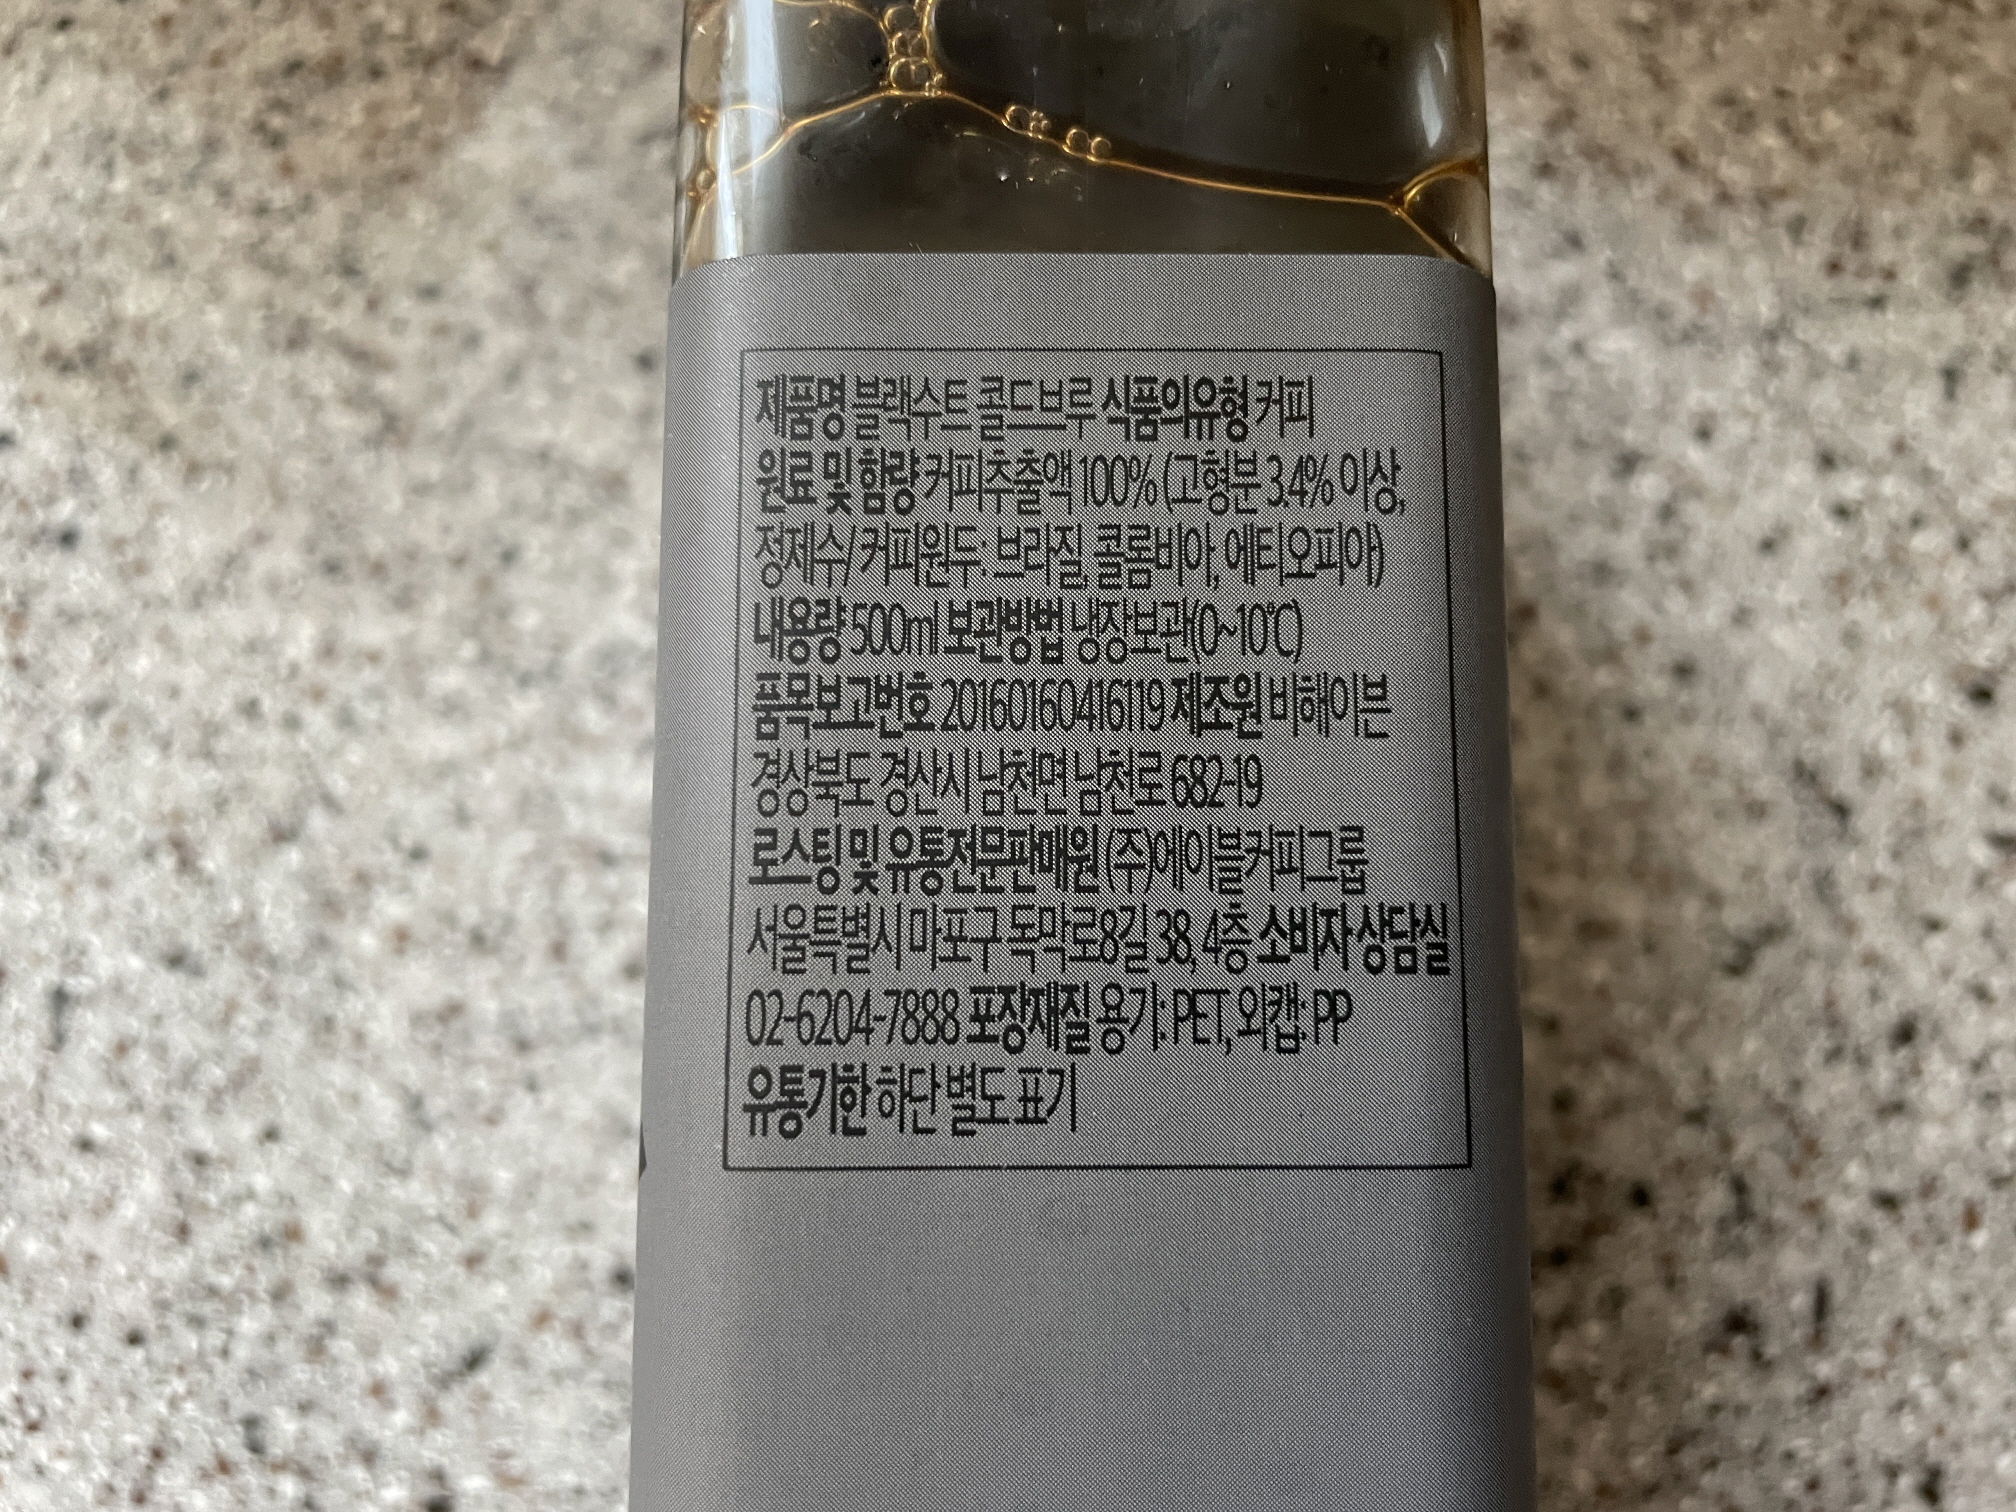 제품명 블랙수트 콜드브루 식품의유형 커피
원료 및 함량 커피추출액 100% (고형분 3.4% 이상,
정제수/ 커피원두: 브라질, 콜롬비아, 에티오피아)
내용량 500ml 보관방법 냉장보관(0~10℃)
품목보고번호 20160160416119 제조원 비해이븐
경상북도 경산시 남천면 남천로 682-19
로스팅 및 유통전문판매원 (주)에이블커피그룹
서울특별시 마포구 독막로8길 38, 4층 소비자 상담실
02-6204-7888 포장재질 용기: PET, 외캡: PP
유통기한 하단 별도 표기